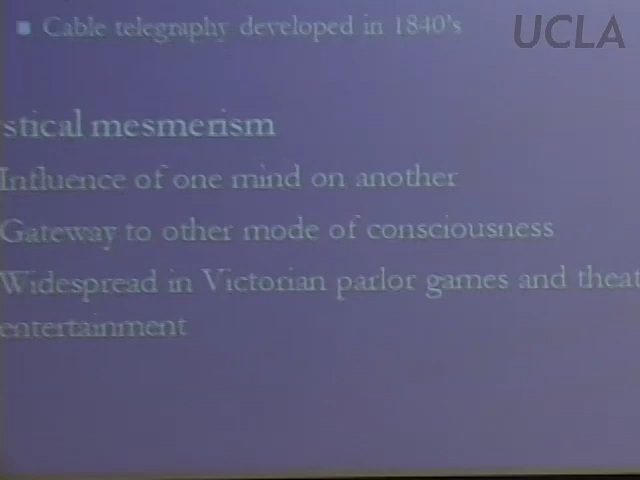 Cable telegraphy developed in 1840's
UCLA
stical mesmerism
Influence of one mind on another
Gateway to other mode of consciousness
Widespread in Victorian parlor games and theat
entertainment